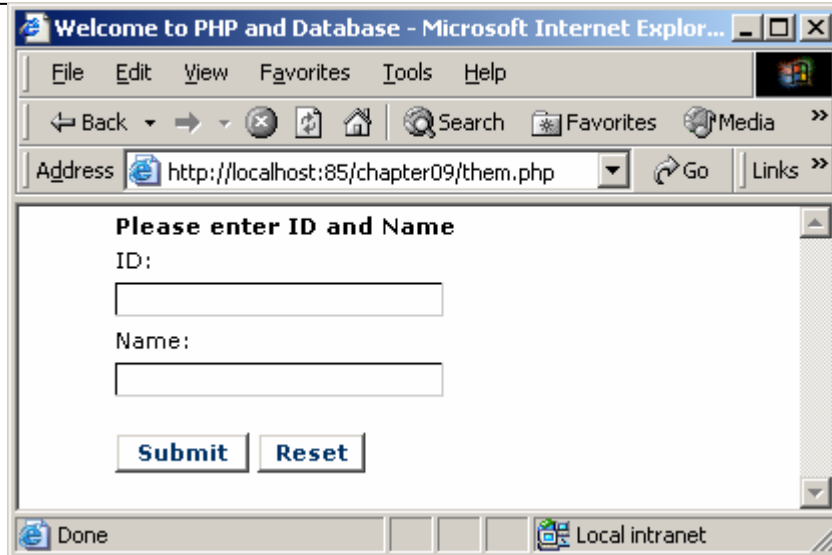 Welcome to PHP and Database - Microsoft Internet Explor...
File Edit View Favorites Tools Help
Back Search Favorites Media »
Address http://localhost:85/chapter09/them.php Go Links »
Please enter ID and Name
ID:
Name:
Submit Reset
Done Local intranet